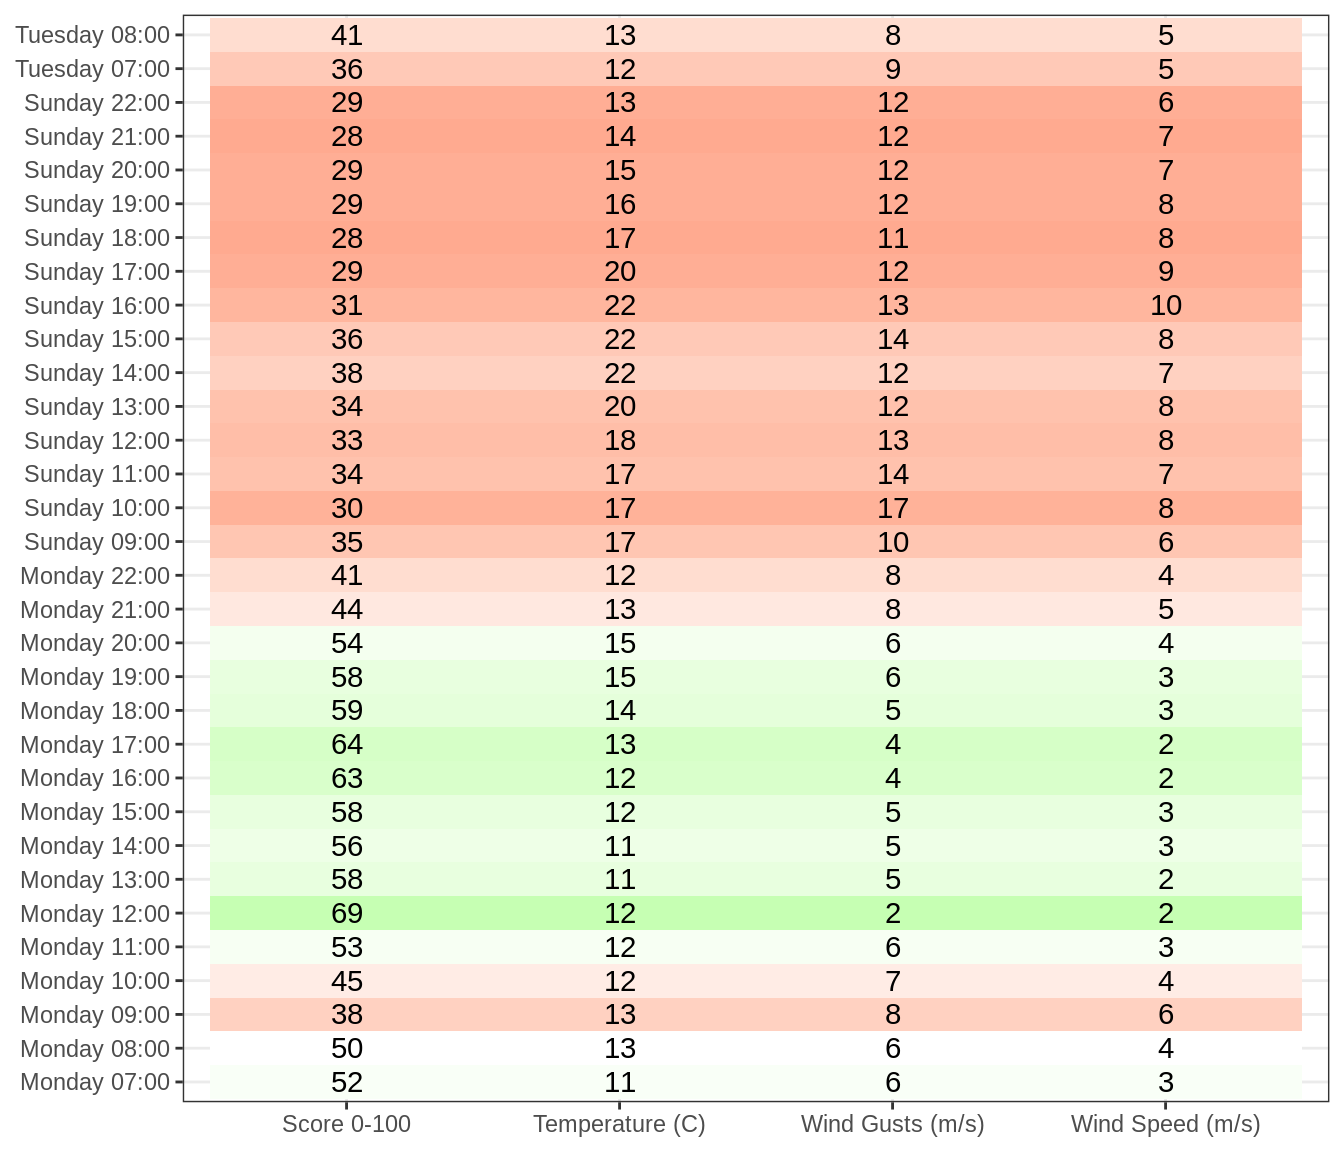 Tuesday 08:00 41 13 8 5
Tuesday 07:00 36 12 9 5
Sunday 22:00 29 13 12 6
Sunday 21:00 28 14 12 7
Sunday 20:00 29 15 12 7
Sunday 19:00 29 16 12 8
Sunday 18:00 28 17 11 8
Sunday 17:00 29 20 12 9
Sunday 16:00 31 22 13 10
Sunday 15:00 36 22 14 8
Sunday 14:00 38 22 12 7
Sunday 13:00 34 20 12 8
Sunday 12:00 33 18 13 8
Sunday 11:00 34 17 14 7
Sunday 10:00 30 17 17 8
Sunday 09:00 35 17 10 6
Monday 22:00 41 12 8 4
Monday 21:00 44 13 8 5
Monday 20:00 54 15 6 4
Monday 19:00 58 15 6 3
Monday 18:00 59 14 5 3
Monday 17:00 64 13 4 2
Monday 16:00 63 12 4 2
Monday 15:00 58 12 5 3
Monday 14:00 56 11 5 3
Monday 13:00 58 11 5 2
Monday 12:00 69 12 2 2
Monday 11:00 53 12 6 3
Monday 10:00 45 12 7 4
Monday 09:00 38 13 8 6
Monday 08:00 50 13 6 4
Monday 07:00 52 11 6 3
Score 0-100 Temperature (C) Wind Gusts (m/s) Wind Speed (m/s)